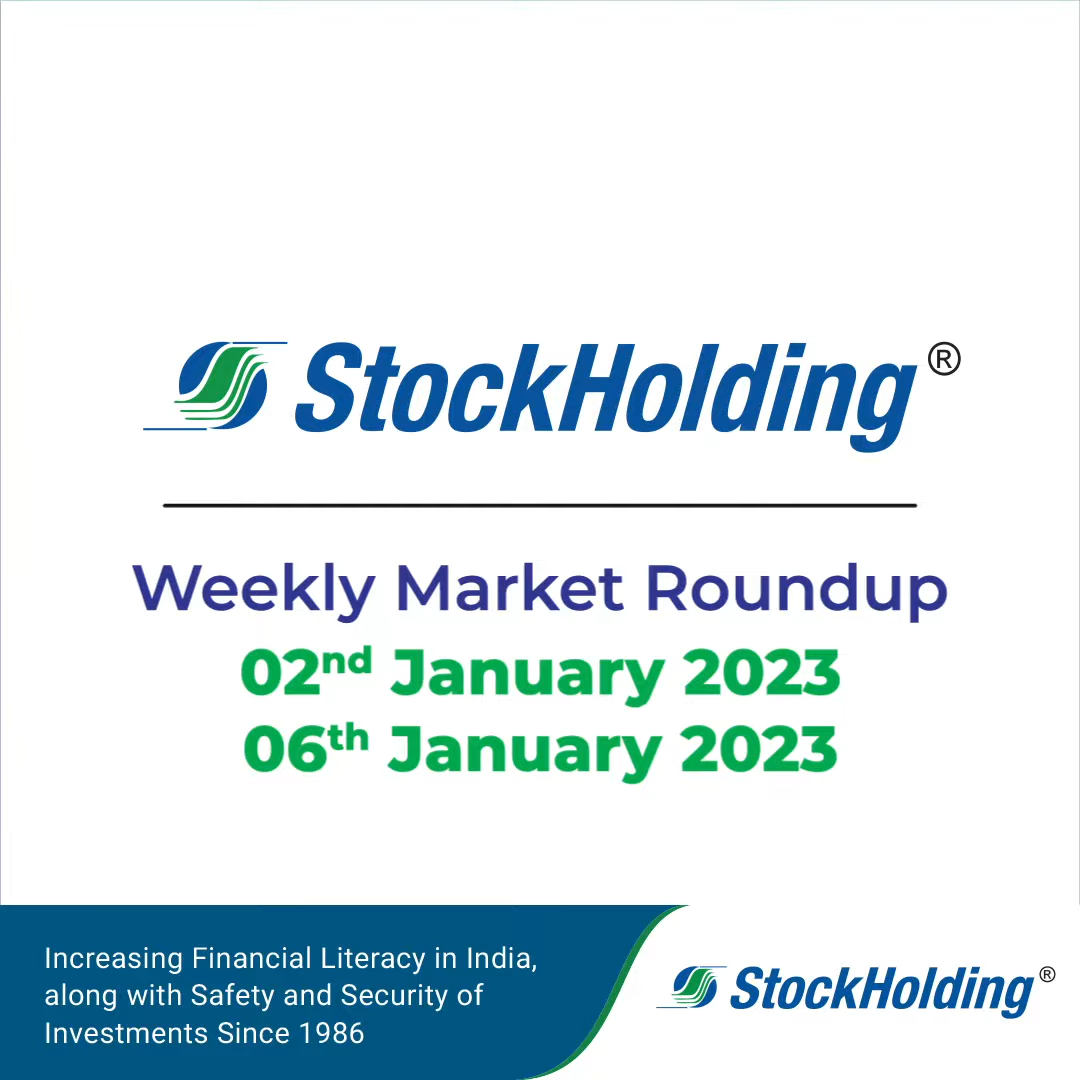 StockHolding®
Weekly Market Roundup
02nd January 2023
06th January 2023
Increasing Financial Literacy in India,
along with Safety and Security of
Investments Since 1986
StockHolding®